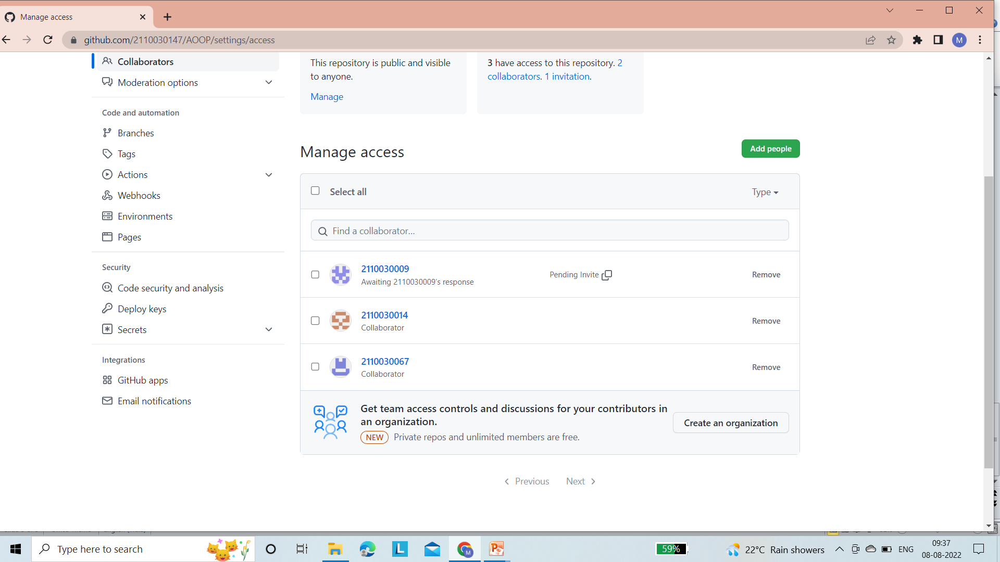 Manage access
github.com/2110030147/AOOP/settings/access
M
Collaborators
Moderation options
Code and automation
Branches
Tags
Actions
Webhooks
Environments
Pages
Security
Code security and analysis
Deploy keys
Secrets
Integrations
GitHub apps
Email notifications
This repository is public and visible
to anyone.
Manage
3 have access to this repository. 2
collaborators. 1 invitation.
Manage access
Add people
Select all
Type
Find a collaborator...
2110030009
Awaiting 2110030009's response
Pending Invite
Remove
2110030014
Collaborator
Remove
2110030067
Collaborator
Remove
Get team access controls and discussions for your contributors in
an organization.
NEW Private repos and unlimited members are free.
Create an organization
Previous Next
Type here to search
L
M
P
59%
22°C Rain showers
ENG
09:37
08-08-2022